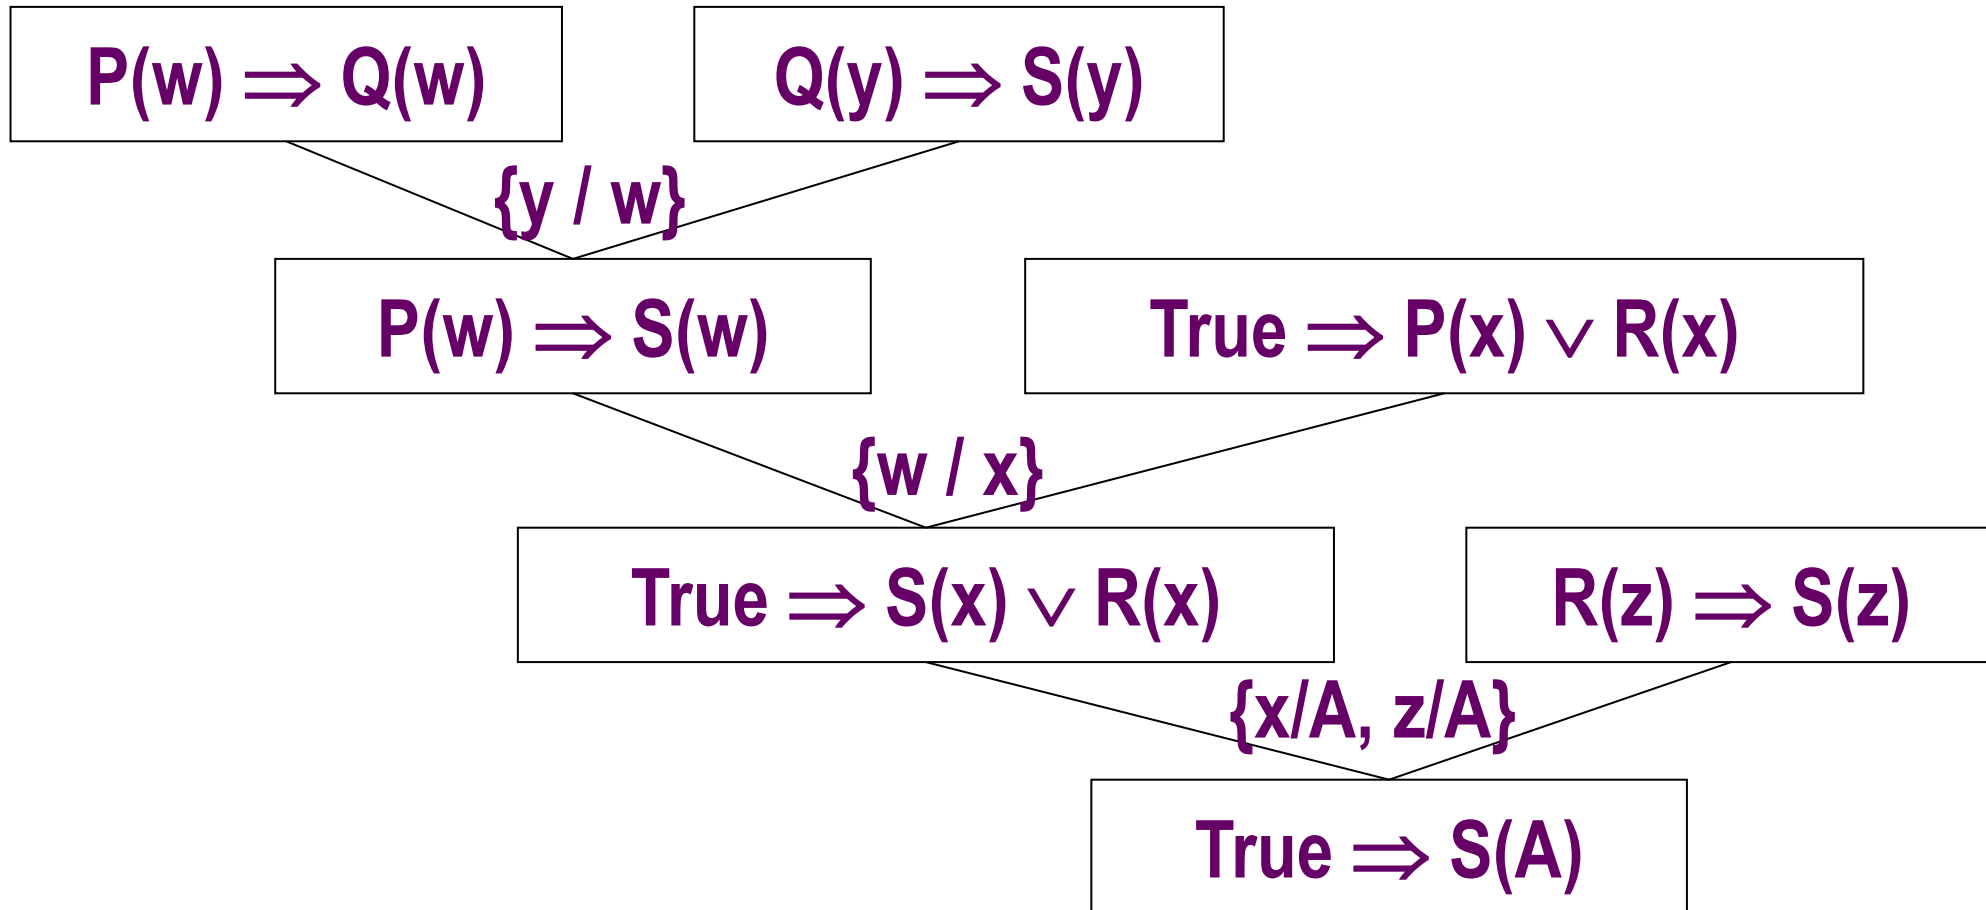 P(w) ⇒ Q(w)
Q(y) ⇒ S(y)
{y / w}
P(w) ⇒ S(w)
True ⇒ P(x) ∨ R(x)
{w / x}
True ⇒ S(x) ∨ R(x)
R(z) ⇒ S(z)
{x/A, z/A}
True ⇒ S(A)